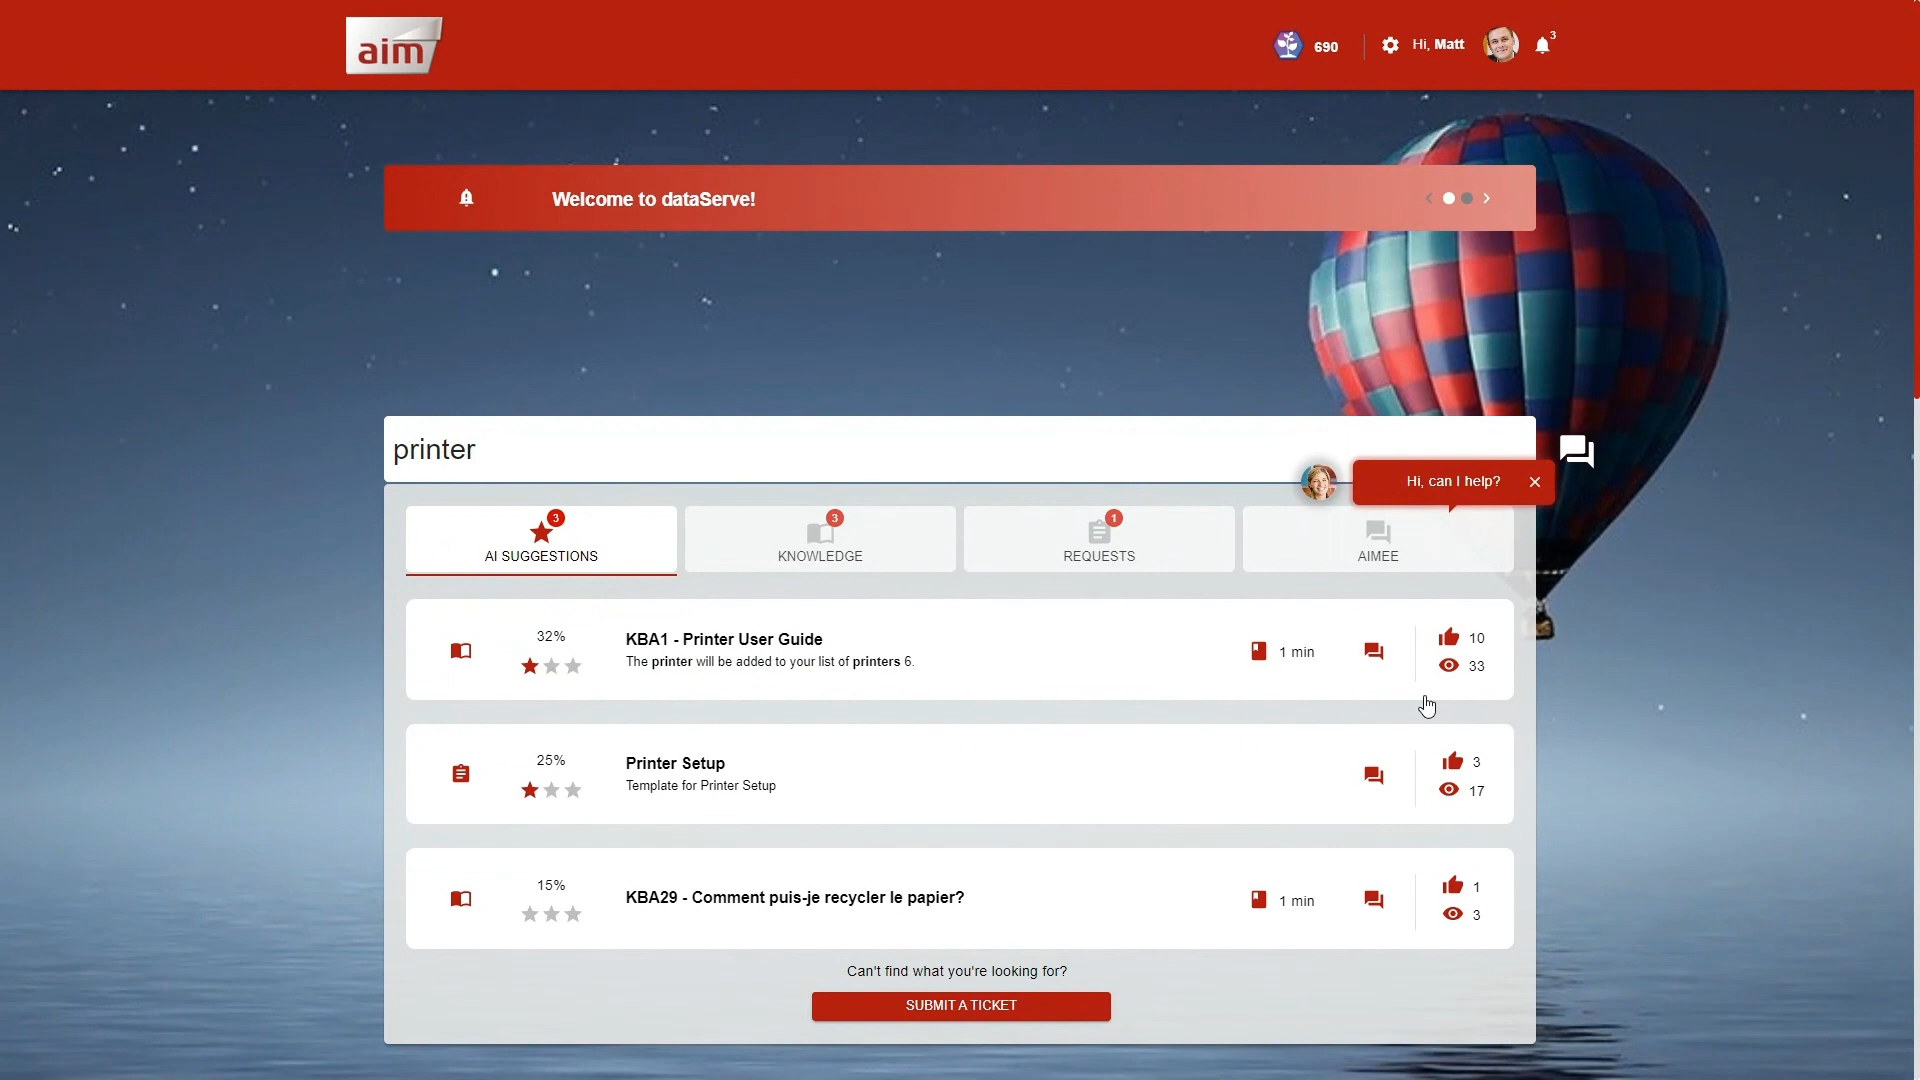 aim
690
Hi, Matt
3
Welcome to dataServe!
printer
Hi, can I help?
3
AI SUGGESTIONS
3
KNOWLEDGE
1
REQUESTS
AIMEE
32%
KBA1 - Printer User Guide
The printer will be added to your list of printers 6.
1 min
10
33
25%
Printer Setup
Template for Printer Setup
3
17
15%
KBA29 - Comment puis-je recycler le papier?
1 min
1
3
Can't find what you're looking for?
SUBMIT A TICKET